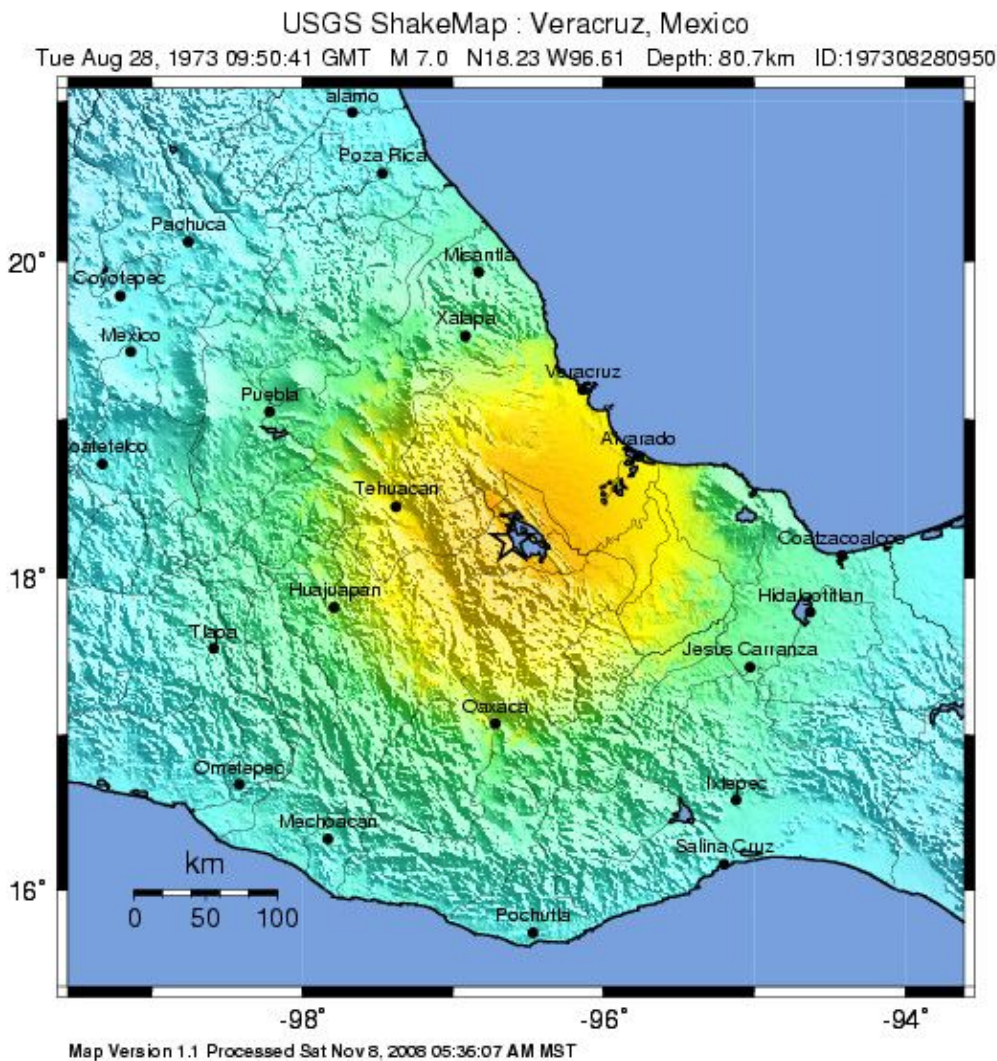 USGS ShakeMap : Veracruz, Mexico
Tue Aug 28, 1973 09:50:41 GMT M 7.0 N18.23 W96.61 Depth: 80.7km ID:197308280950
alamo
Poza Rica
Pachuca
Misantla
20°
Coyotepec
Xalapa
Mexico
Veracruz
Puebla
Alvarado
oatetelco
Tehuacan
Coatzacoalcos
18°
Huajuapan
Hidalgotitlan
Tlapa
Jesus Carranza
Oaxaca
Ometepec
Ixtepec
Mechoacan
km
Salina Cruz
16°
0 50 100
Pochutla
-98° -96° -94°
Map Version 1.1 Processed Sat Nov 8, 2008 05:36:07 AM MST